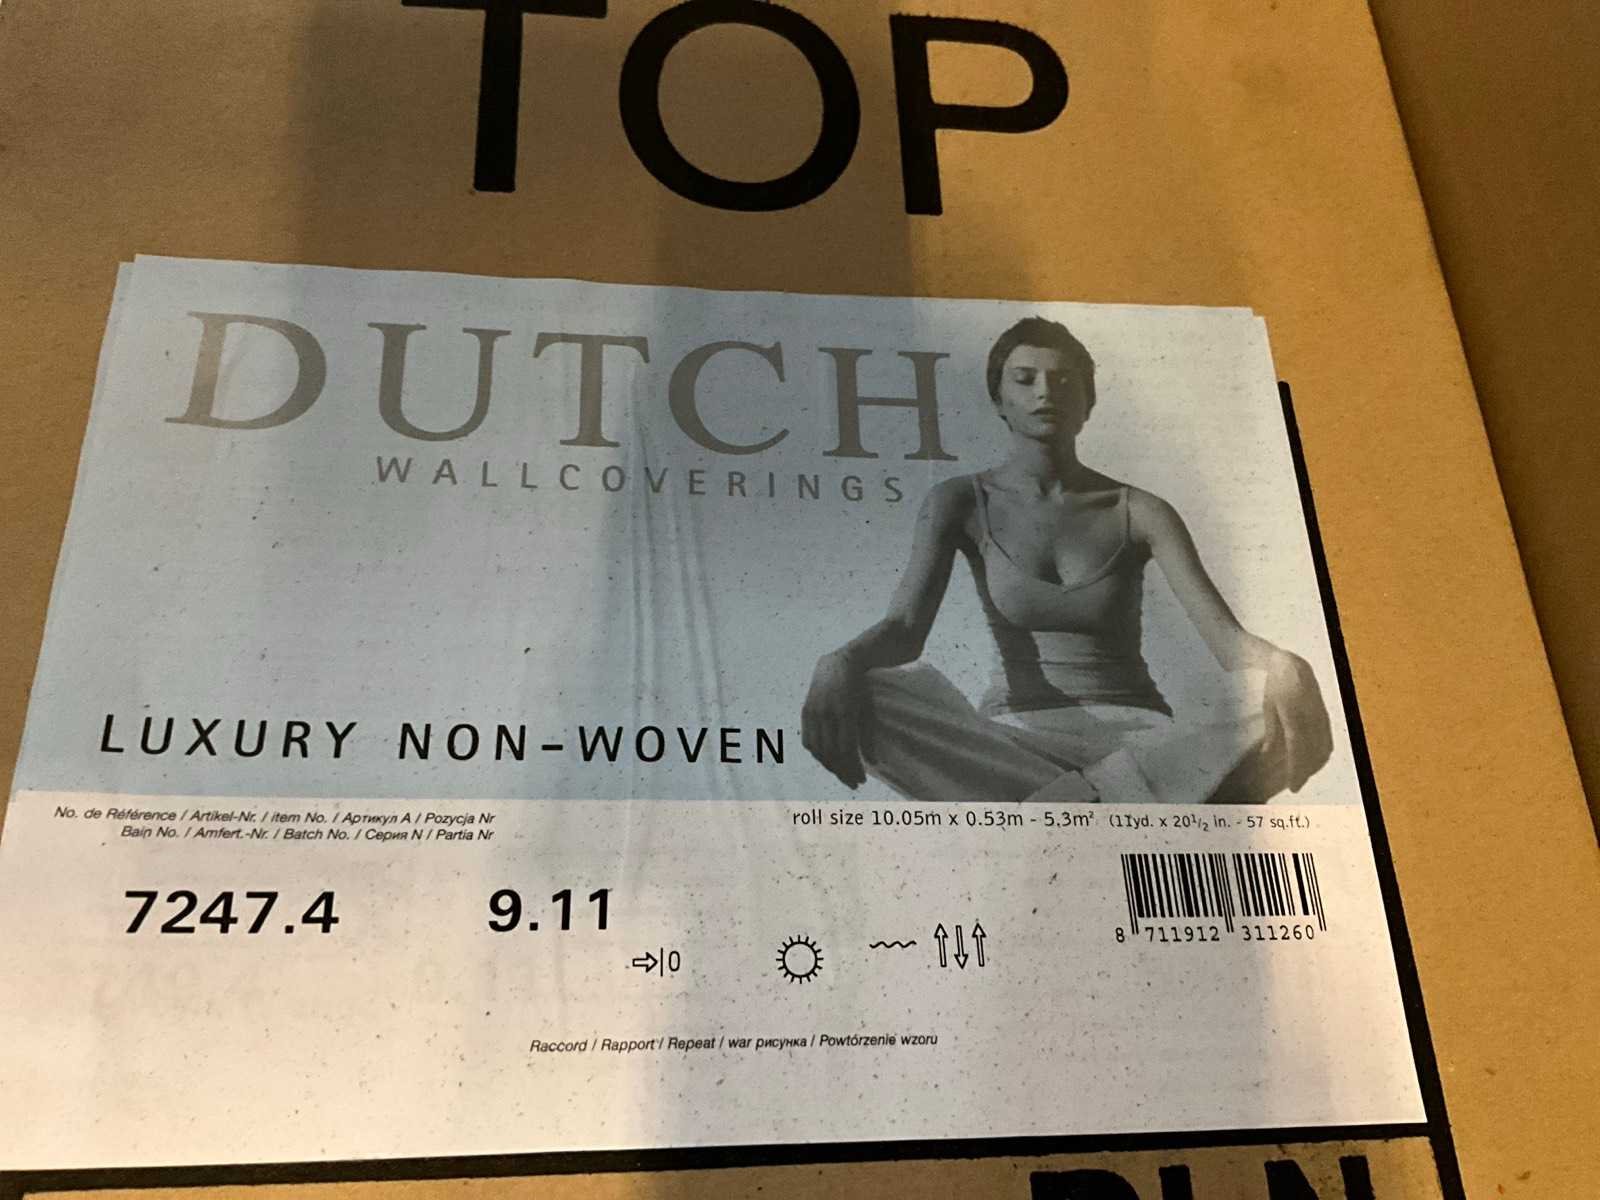 TOP
DUTCH
WALLCOVERINGS
LUXURY NON-WOVEN
No. de Référence / Artikel-Nr. / item No. / Артикул А / Pozycja Nr
Bain No. / Amfert.-Nr. / Batch No. / Серия N / Partia Nr
roll size 10.05m x 0.53m - 5.3m² (11yd. x 20½ in. - 57 sq.ft.)
7247.4 9.11
0
8 711912 311260
Raccord / Rapport / Repeat / war рисунка / Powtórzenie wzoru